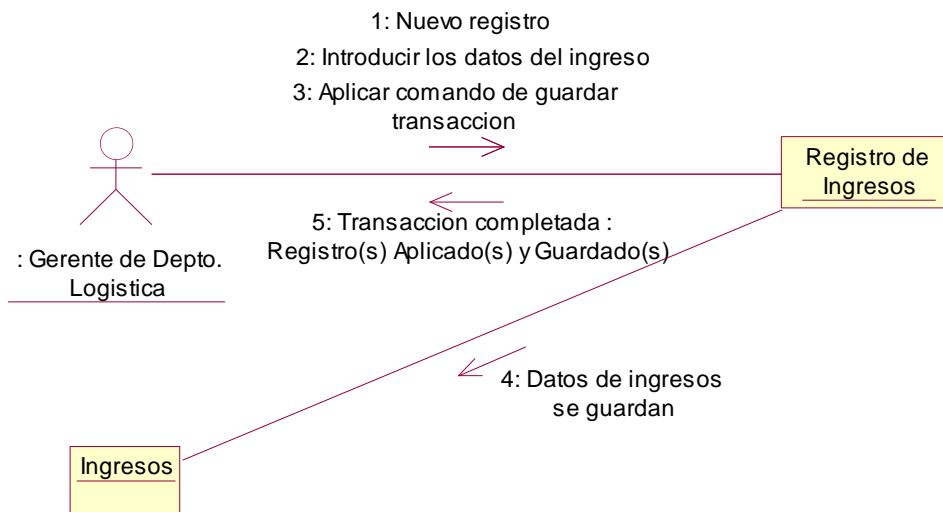 1: Nuevo registro
2: Introducir los datos del ingreso
3: Aplicar comando de guardar
transaccion
Registro de
Ingresos
5: Transaccion completada :
Registro(s) Aplicado(s) y Guardado(s)
: Gerente de Depto.
Logistica
4: Datos de ingresos
se guardan
Ingresos